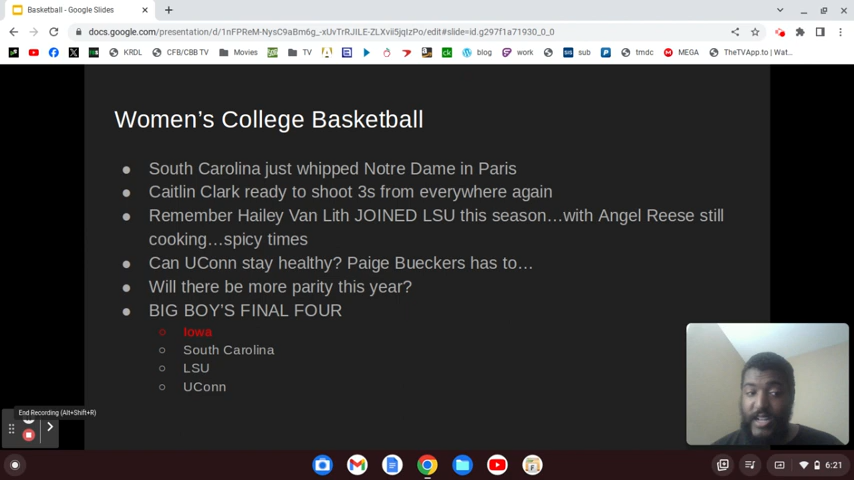 Basketball - Google Slides
docs.google.com/presentation/d/1nFPReM-NysC9aBm6g_-xUvTrRJILE-ZLXvil5jqIzPo/edit#slide=id.g297f1a71930_0_0
KRDL CFB/CBB TV Movies TV blog work sub tmdc MEGA TheTVApp.to | Wat...
Women's College Basketball
● South Carolina just whipped Notre Dame in Paris
● Caitlin Clark ready to shoot 3s from everywhere again
● Remember Hailey Van Lith JOINED LSU this season…with Angel Reese still
cooking…spicy times
● Can UConn stay healthy? Paige Bueckers has to…
● Will there be more parity this year?
● BIG BOY'S FINAL FOUR
○ Iowa
○ South Carolina
○ LSU
○ UConn
End Recording (Alt+Shift+R)
6:21